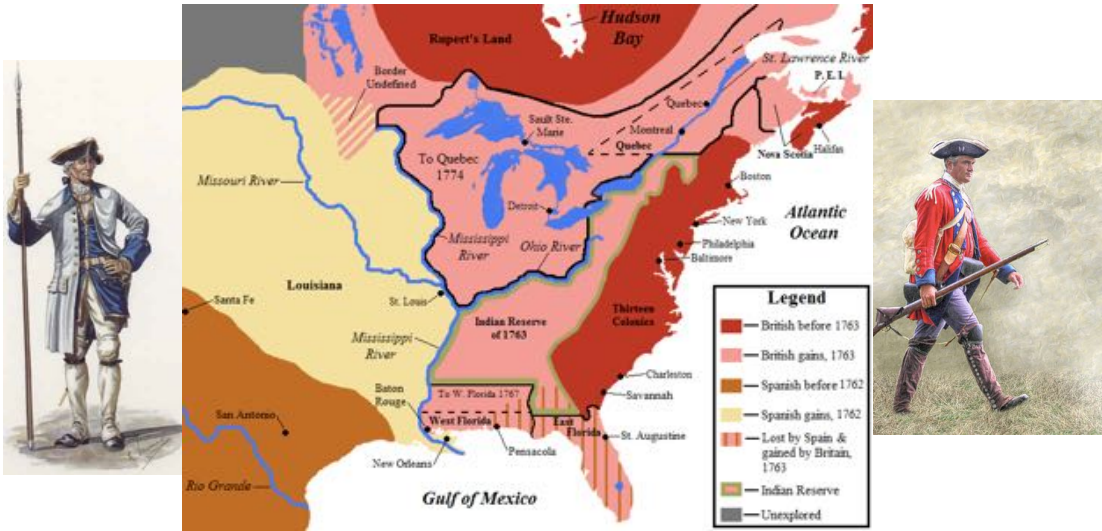 Hudson
Bay
Rupert's Land
St. Lawrence River
Border
Undefined
P. E. I.
Quebec
Sault Ste.
Marie
Montreal
Quebec
Halifax
Nova Scotia
To Quebec
1774
Missouri River
Boston
Detroit
New York
Atlantic
Ocean
Mississippi
River
Ohio River
Philadelphia
Baltimore
Louisiana
St. Louis
Santa Fe
Indian Reserve
of 1763
Thirteen
Colonies
Mississippi
River
Charleston
Savannah
Baton
Rouge
To W. Florida 1767
San Antonio
West Florida
East
Florida
St. Augustine
Pensacola
New Orleans
Rio Grande
Gulf of Mexico
Legend
British before 1763
British gains, 1763
Spanish before 1762
Spanish gains, 1762
Lost by Spain &
gained by Britain,
1763
Indian Reserve
Unexplored